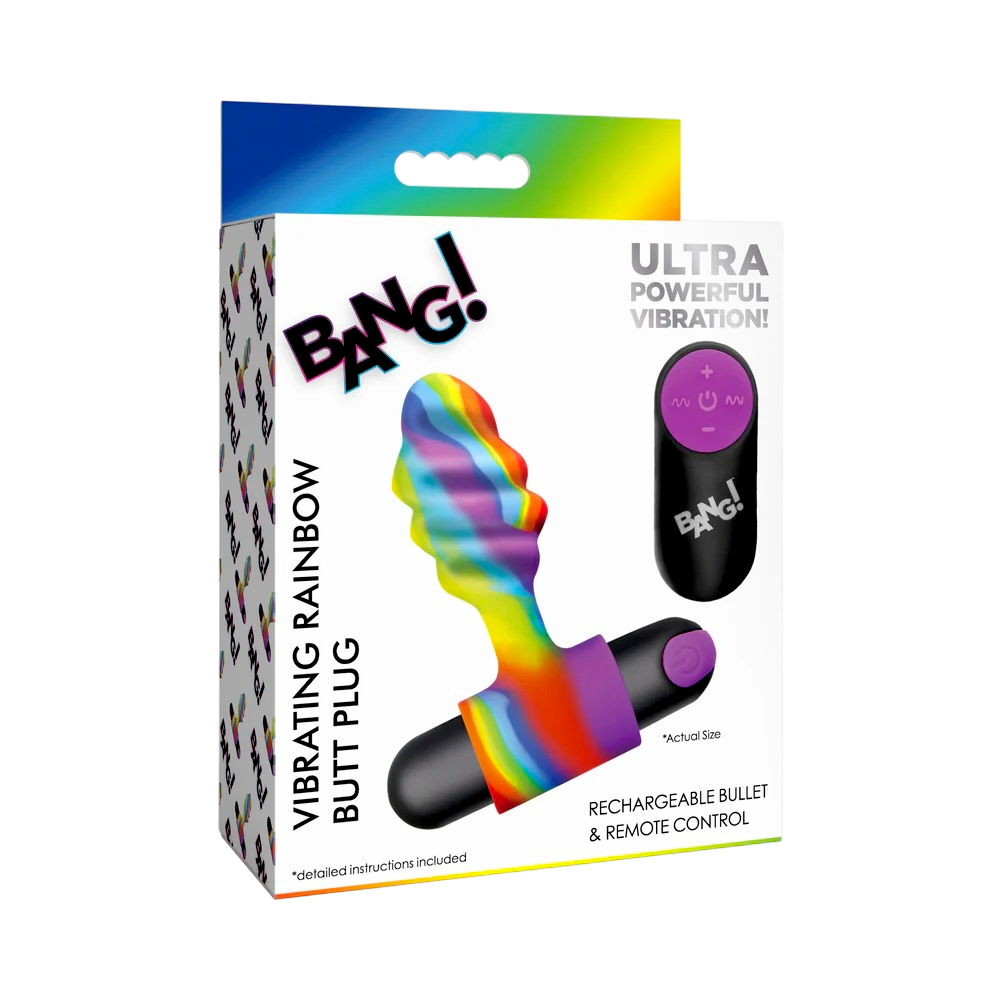 BANG!
ULTRA
POWERFUL
VIBRATION!
BANG!
VIBRATING RAINBOW
BUTT PLUG
*Actual Size
RECHARGEABLE BULLET
& REMOTE CONTROL
*detailed instructions included